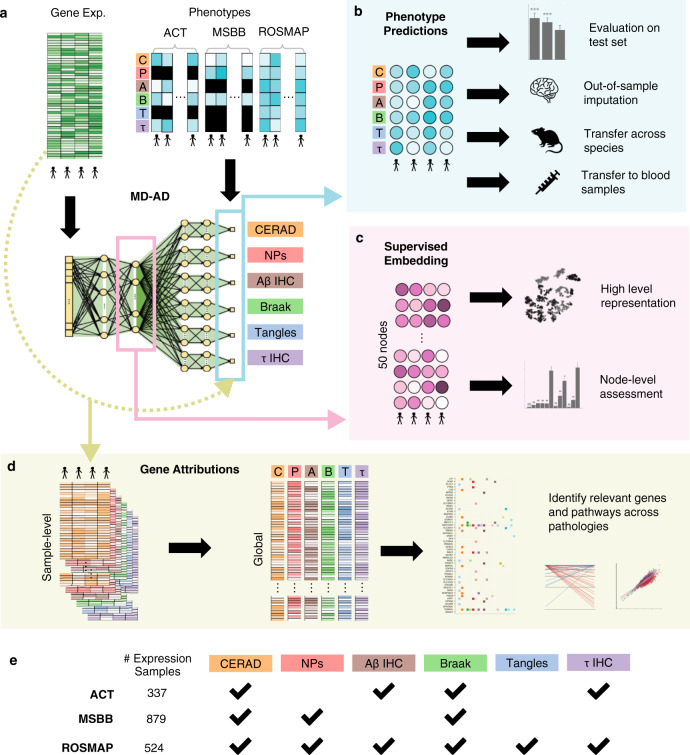 a
Gene Exp.
Phenotypes
ACT MSBB ROSMAP
C
P
A
B
T
τ
... ... ...
MD-AD
CERAD
NPs
Aβ IHC
Braak
Tangles
τ IHC
b
Phenotype
Predictions
C
P
A
B
T
τ
Evaluation on
test set
Out-of-sample
imputation
Transfer across
species
Transfer to blood
samples
c
Supervised
Embedding
50 nodes
High level
representation
Node-level
assessment
d
Gene Attributions
Sample-level
C P A B T τ
Global
Identify relevant genes
and pathways across
pathologies
e
# Expression
Samples
CERAD NPs Aβ IHC Braak Tangles τ IHC
ACT 337
MSBB 879
ROSMAP 524